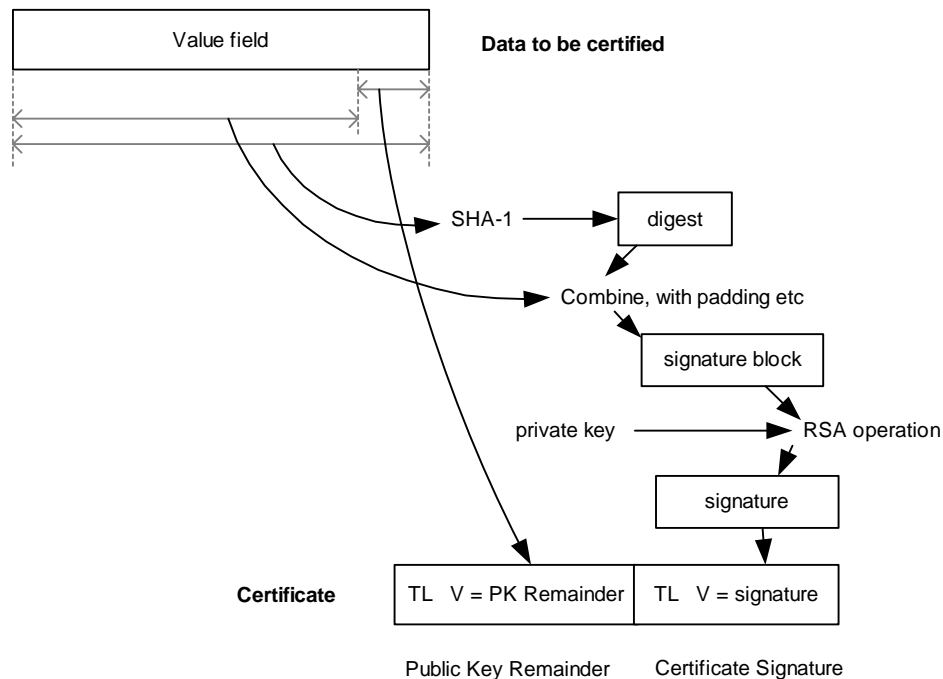 Value field
Data to be certified
SHA-1
digest
Combine, with padding etc
signature block
private key
RSA operation
signature
Certificate
TL V = PK Remainder
TL V = signature
Public Key Remainder
Certificate Signature